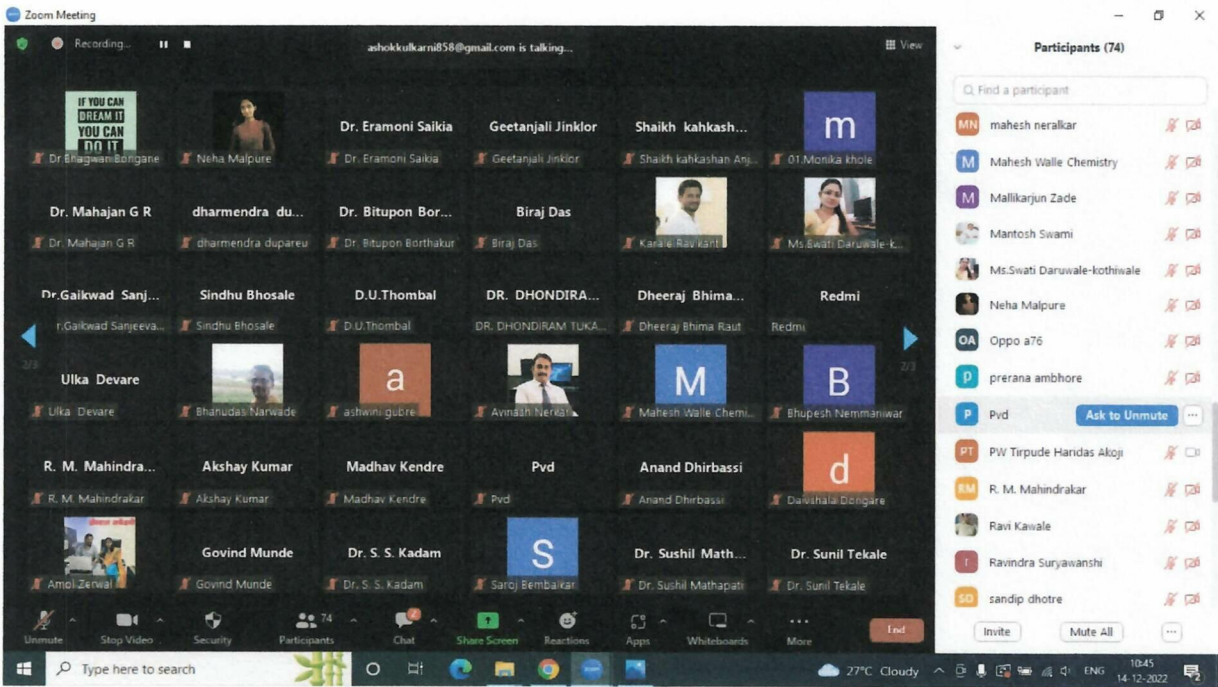 Zoom Meeting
Recording...
ashokkulkarni858@gmail.com is talking...
View
IF YOU CAN
DREAM IT
YOU CAN
DO IT
Dr.Bhagwan Bongane
Neha Malpure
Dr. Eramoni Saikia
Dr. Eramoni Saikia
Geetanjali Jinklor
Geetanjali Jinklor
Shaikh kahkash...
Shaikh kahkashan Anj...
m
01.Monika khole
Dr. Mahajan G R
Dr. Mahajan G R
dharmendra du...
dharmendra dupareu
Dr. Bitupon Bor...
Dr. Bitupon Borthakur
Biraj Das
Biraj Das
Karale Ravikant
Ms.Swati Daruwale-k...
Dr.Gaikwad Sanj...
r.Gaikwad Sanjeeva...
Sindhu Bhosale
Sindhu Bhosale
D.U.Thombal
D.U.Thombal
DR. DHONDIRA...
DR. DHONDIRAM TUKA...
Dheeraj Bhima...
Dheeraj Bhima Raut
Redmi
Redmi
2/3
2/3
Ulka Devare
Ulka Devare
Bhanudas Narwade
a
ashwini gubre
Avinash Nerkar
M
Mahesh Walle Chemi...
B
Bhupesh Nemmaniwar
R. M. Mahindra...
R. M. Mahindrakar
Akshay Kumar
Akshay Kumar
Madhav Kendre
Madhav Kendre
Pvd
Pvd
Anand Dhirbassi
Anand Dhirbassi
d
Daivshala Dongare
Amol Zerwal
Govind Munde
Govind Munde
Dr. S. S. Kadam
Dr. S. S. Kadam
S
Saroj Bembalkar
Dr. Sushil Math...
Dr. Sushil Mathapati
Dr. Sunil Tekale
Dr. Sunil Tekale
Unmute
Stop Video
Security
74
Participants
2
Chat
Share Screen
Reactions
Apps
Whiteboards
More
End
Participants (74)
Find a participant
MN mahesh neralkar
M Mahesh Walle Chemistry
M Mallikarjun Zade
Mantosh Swami
Ms.Swati Daruwale-kothiwale
Neha Malpure
OA Oppo a76
p prerana ambhore
P Pvd Ask to Unmute
PT PW Tirpude Haridas Akoji
RM R. M. Mahindrakar
Ravi Kawale
Ravindra Suryawanshi
SD sandip dhotre
Invite
Mute All
Type here to search
27°C Cloudy
ENG
10:45
14-12-2022
2